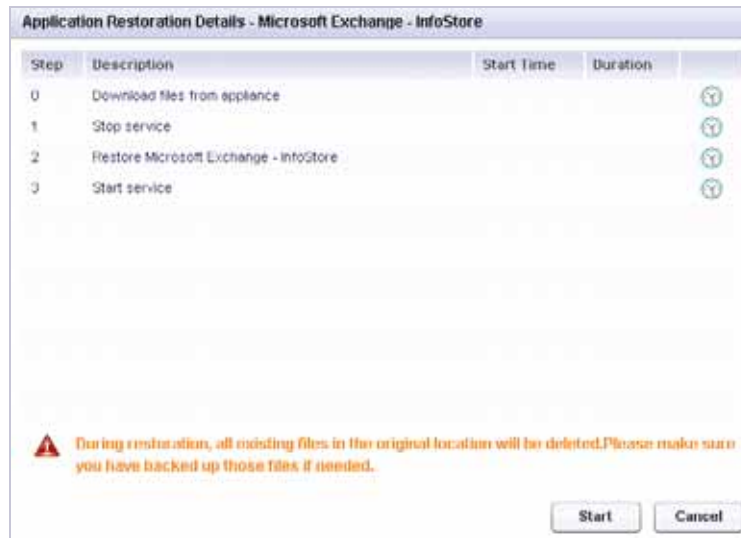 Application Restoration Details - Microsoft Exchange - InfoStore
Step Description Start Time Duration
0 Download files from appliance
1 Stop service
2 Restore Microsoft Exchange - InfoStore
3 Start service
During restoration, all existing files in the original location will be deleted.Please make sure
you have backed up those files if needed.
Start Cancel